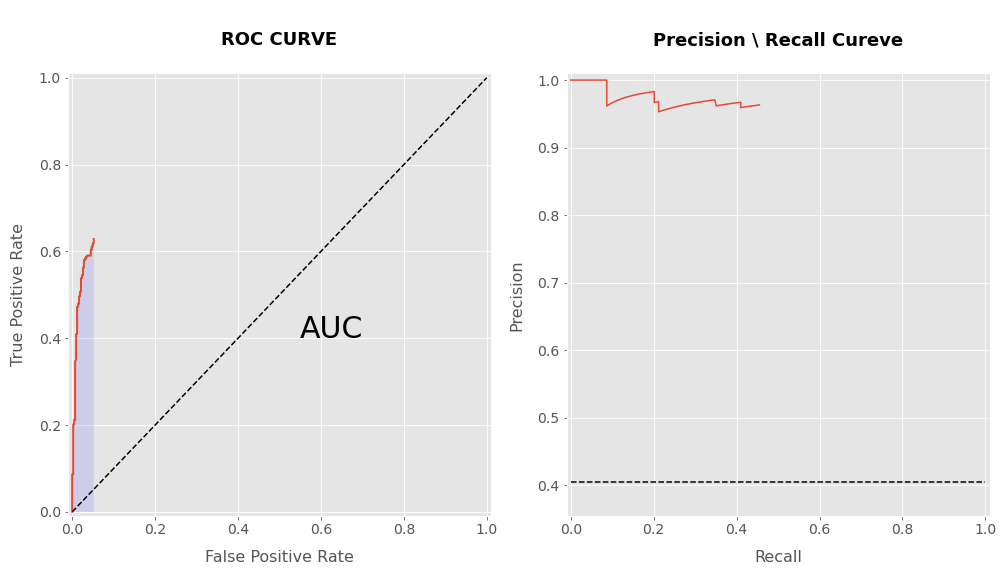 ROC CURVE
True Positive Rate
1.0
0.8
0.6
0.4
0.2
0.0
AUC
0.0 0.2 0.4 0.6 0.8 1.0
False Positive Rate
Precision \ Recall Cureve
Precision
1.0
0.9
0.8
0.7
0.6
0.5
0.4
0.0 0.2 0.4 0.6 0.8 1.0
Recall